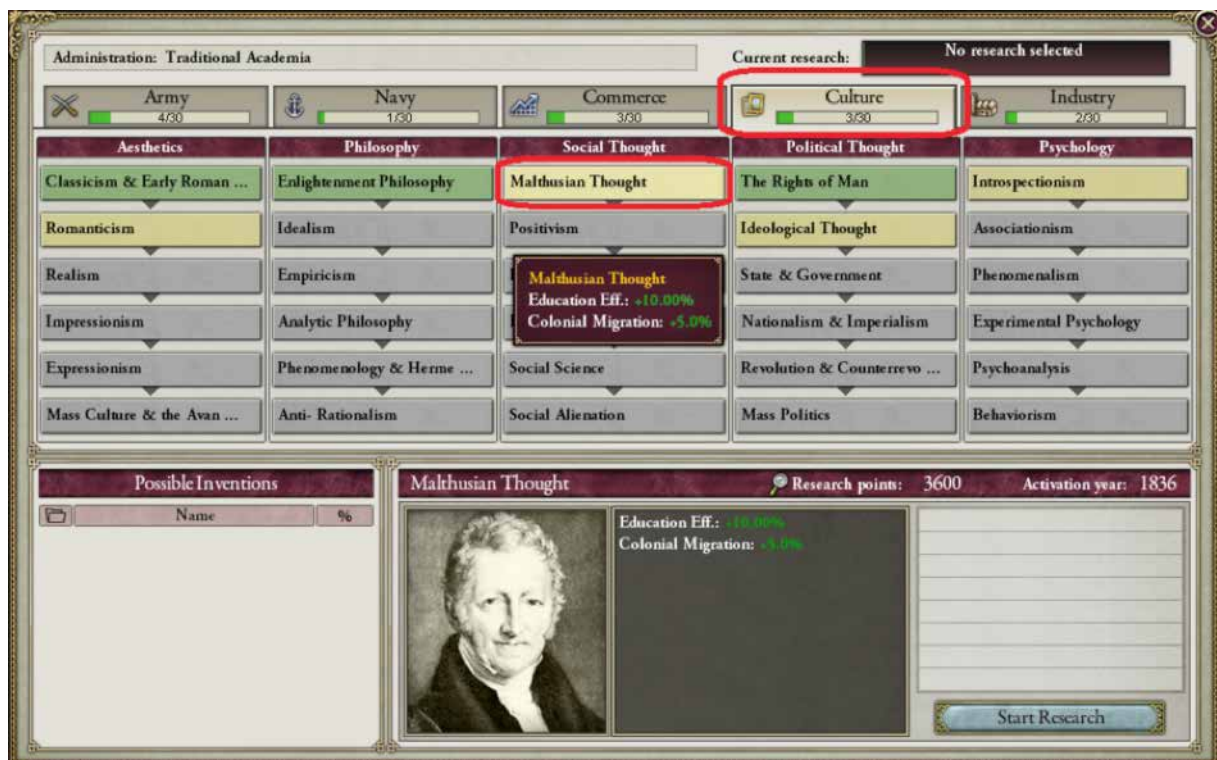 Administration: Traditional Academia
Current research:
No research selected
Army
4/30
Navy
1/30
Commerce
3/30
Culture
3/30
Industry
2/30
Aesthetics
Philosophy
Social Thought
Political Thought
Psychology
Classicism & Early Roman ...
Enlightenment Philosophy
Malthusian Thought
The Rights of Man
Introspectionism
Romanticism
Idealism
Positivism
Ideological Thought
Associationism
Realism
Empiricism
State & Government
Phenomenalism
Malthusian Thought
Education Eff.: +10.00%
Colonial Migration: +5.0%
Impressionism
Analytic Philosophy
Nationalism & Imperialism
Experimental Psychology
Expressionism
Phenomenology & Herme ...
Social Science
Revolution & Counterrevo ...
Psychoanalysis
Mass Culture & the Avan ...
Anti- Rationalism
Social Alienation
Mass Politics
Behaviorism
Possible Inventions
Name
%
Malthusian Thought
Research points: 3600
Activation year: 1836
Education Eff.: +10.00%
Colonial Migration: +5.0%
Start Research